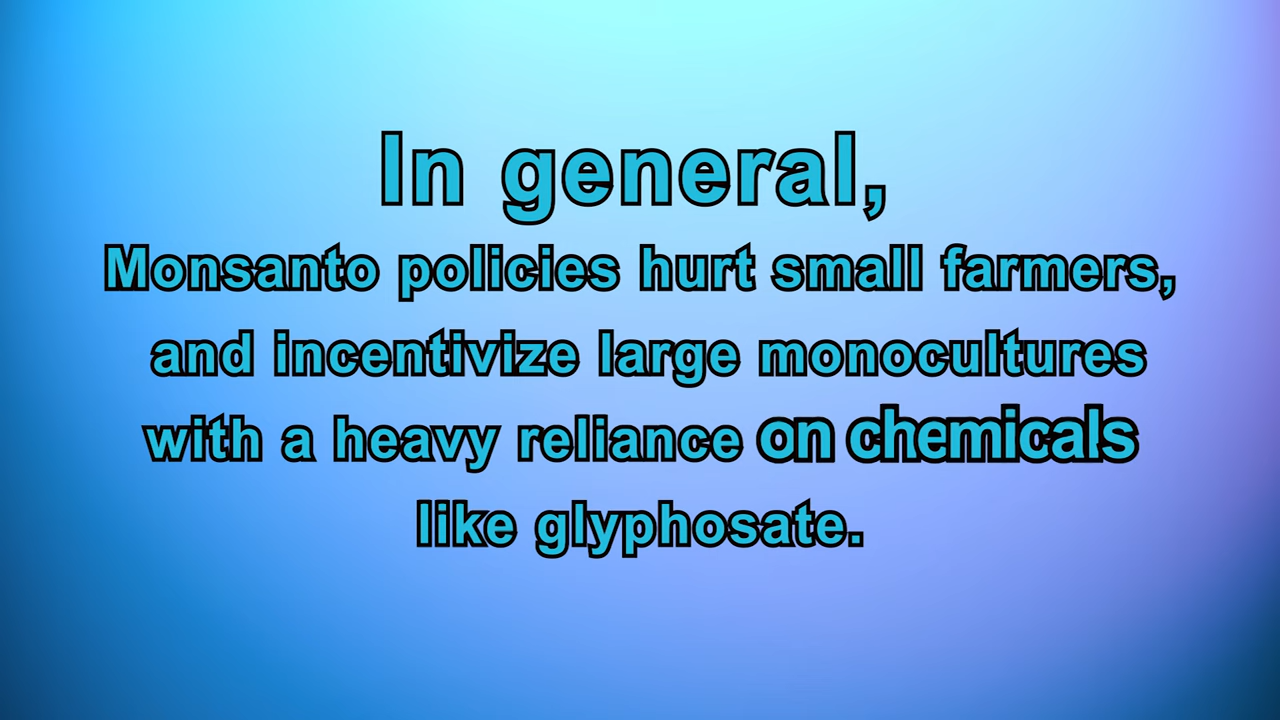 In general,
Monsanto policies hurt small farmers,
and incentivize large monocultures
with a heavy reliance on chemicals
like glyphosate.